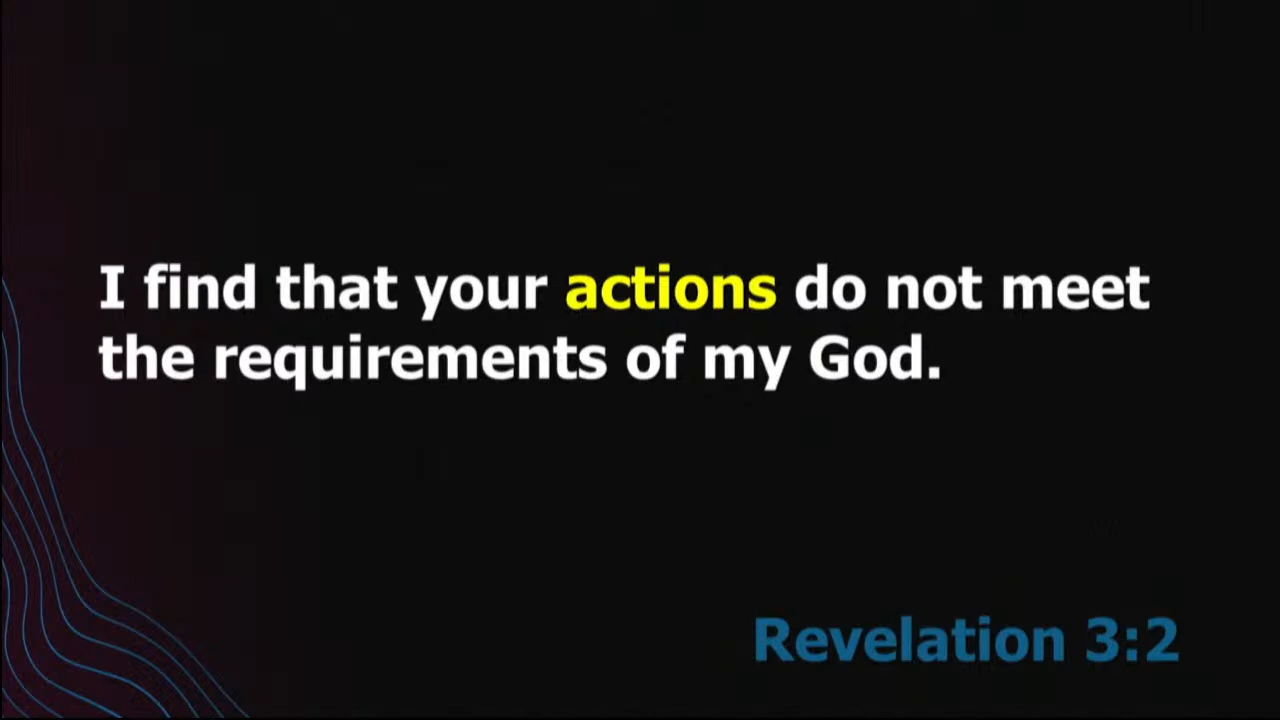 I find that your actions do not meet
the requirements of my God.
Revelation 3:2